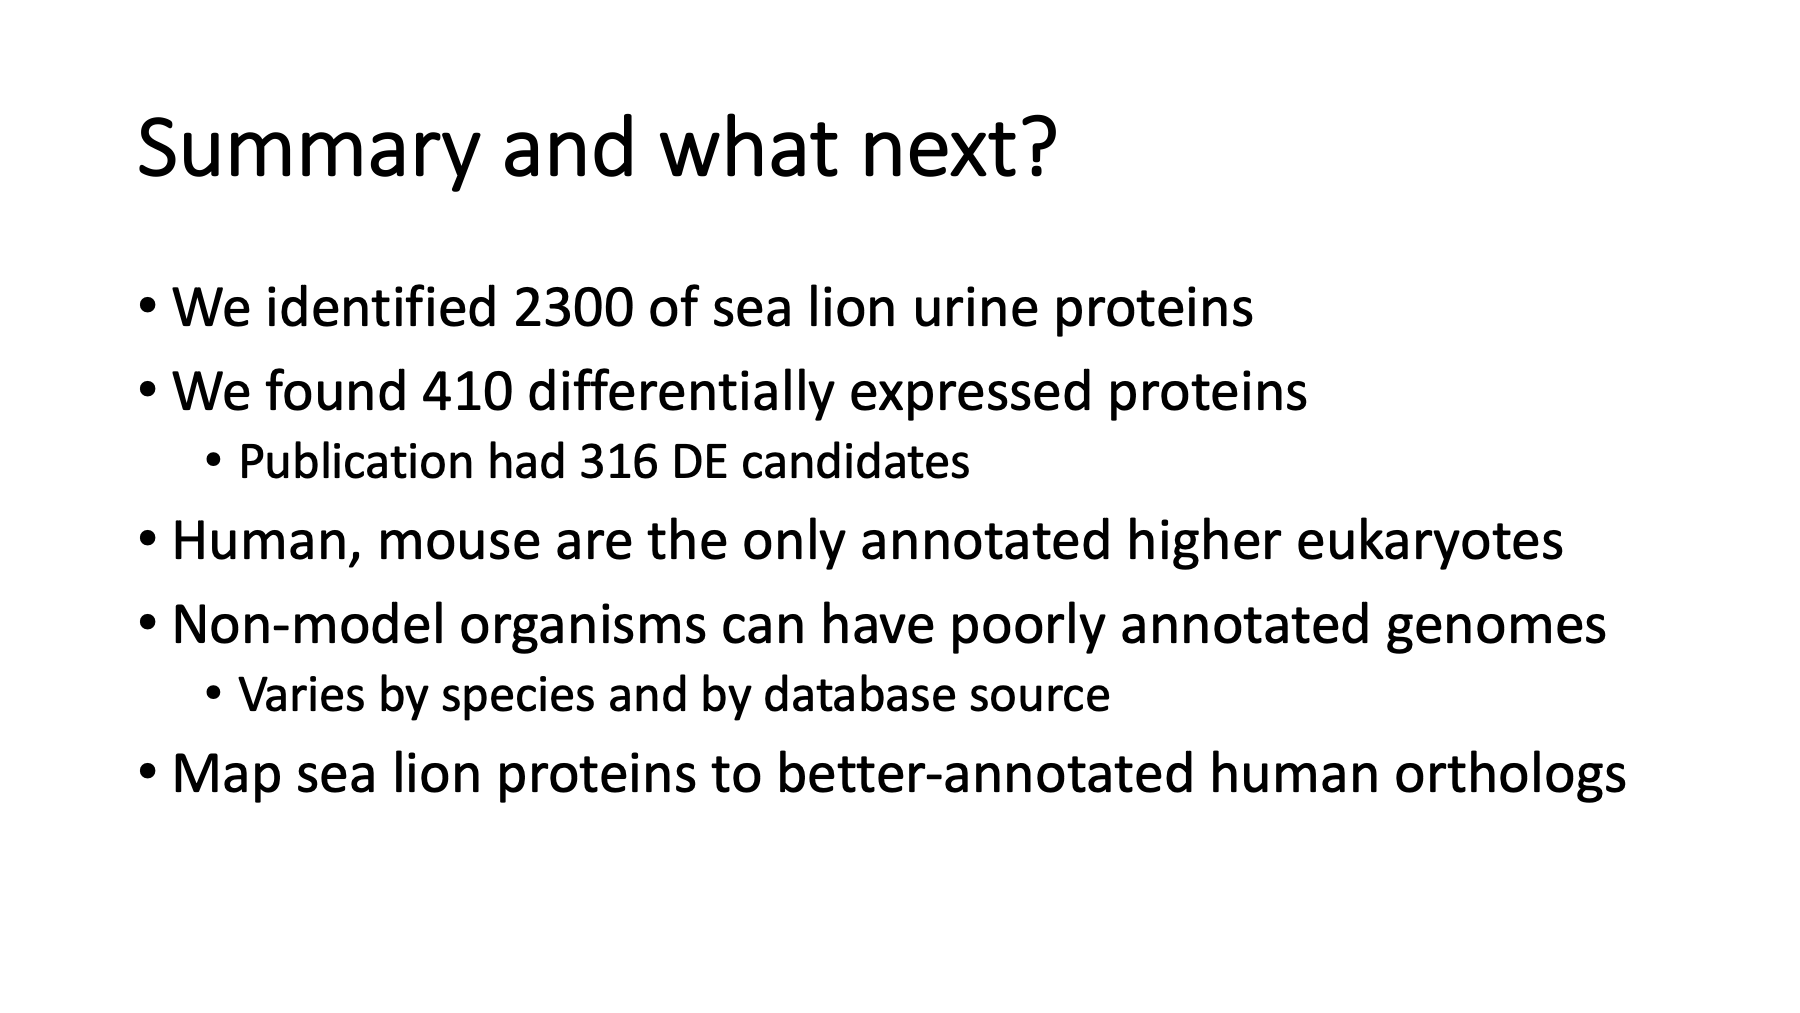 Summary and what next?
• We identified 2300 of sea lion urine proteins
• We found 410 differentially expressed proteins
• Publication had 316 DE candidates
• Human, mouse are the only annotated higher eukaryotes
• Non-model organisms can have poorly annotated genomes
• Varies by species and by database source
• Map sea lion proteins to better-annotated human orthologs